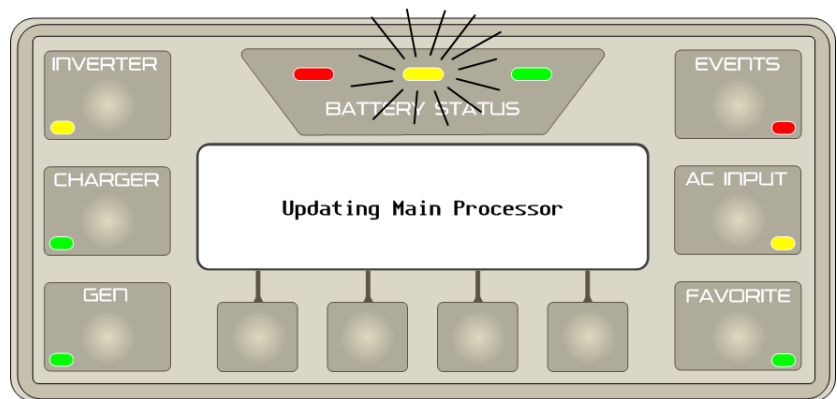 INVERTER
EVENTS
BATTERY STATUS
CHARGER
AC INPUT
Updating Main Processor
GEN
FAVORITE